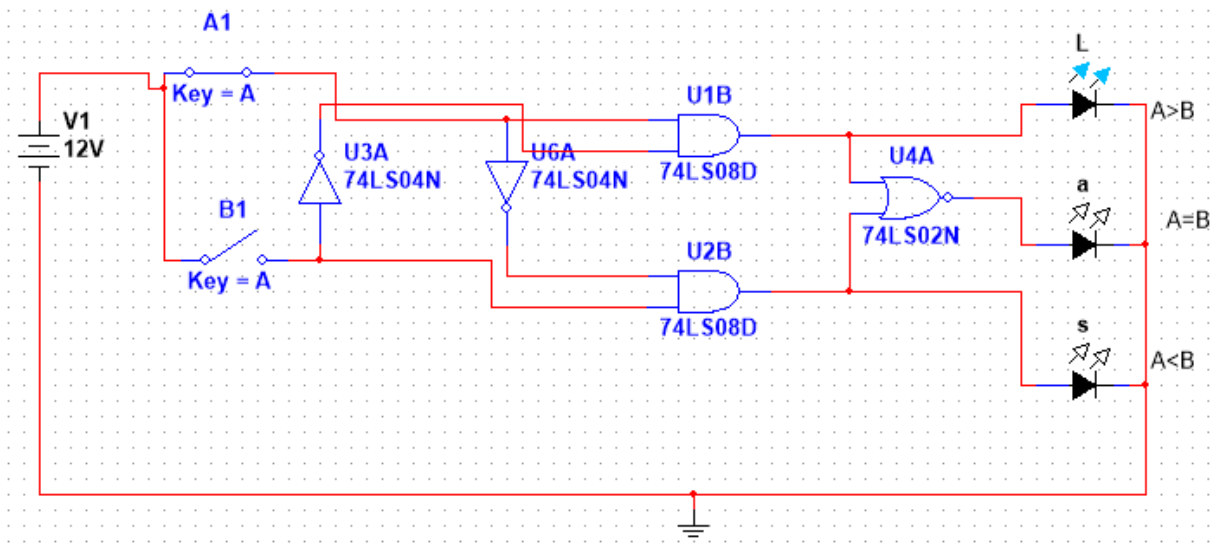 A1
Key = A
V1
12V
U3A
74LS04N
U6A
74LS04N
B1
Key = A
U1B
74LS08D
U4A
74LS02N
U2B
74LS08D
L
A>B
a
A=B
s
A<B